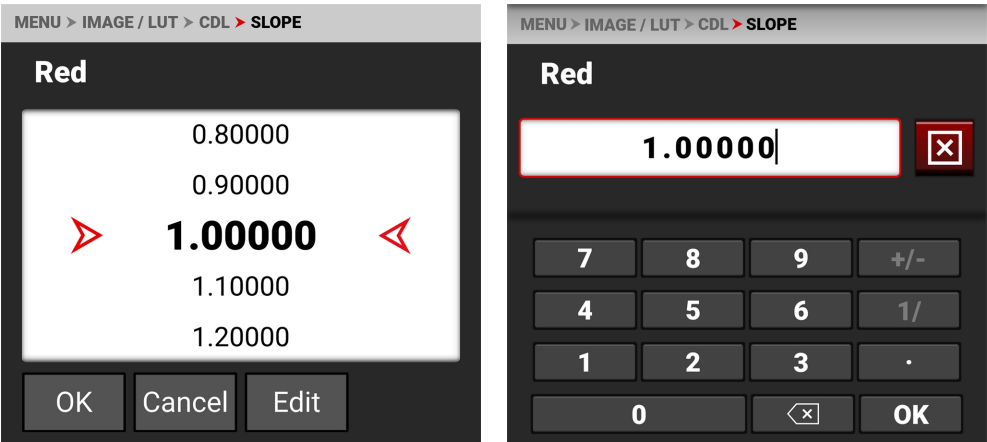 MENU > IMAGE / LUT > CDL > SLOPE
Red
0.80000
0.90000
1.00000
1.10000
1.20000
OK Cancel Edit
MENU > IMAGE / LUT > CDL > SLOPE
Red
1.00000
7 8 9 +/-
4 5 6 1/
1 2 3 .
0 OK